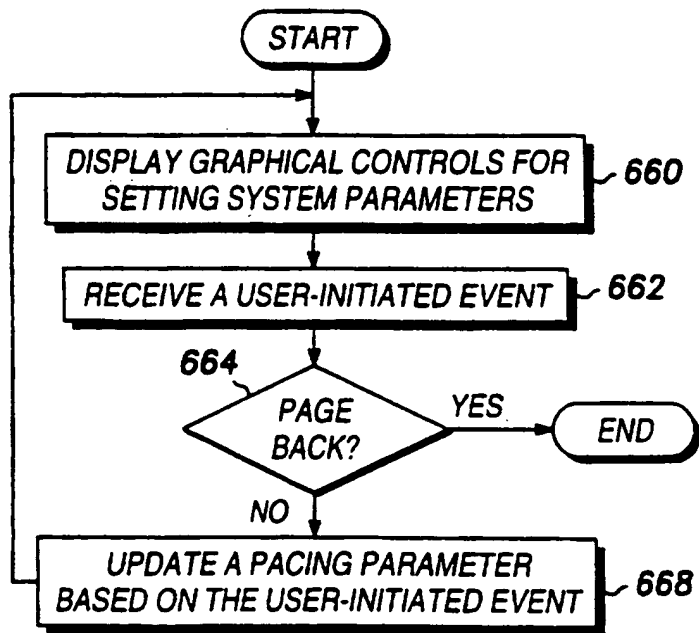 START
DISPLAY GRAPHICAL CONTROLS FOR
SETTING SYSTEM PARAMETERS
660
RECEIVE A USER-INITIATED EVENT
662
664
PAGE
BACK?
YES
END
NO
UPDATE A PACING PARAMETER
BASED ON THE USER-INITIATED EVENT
668